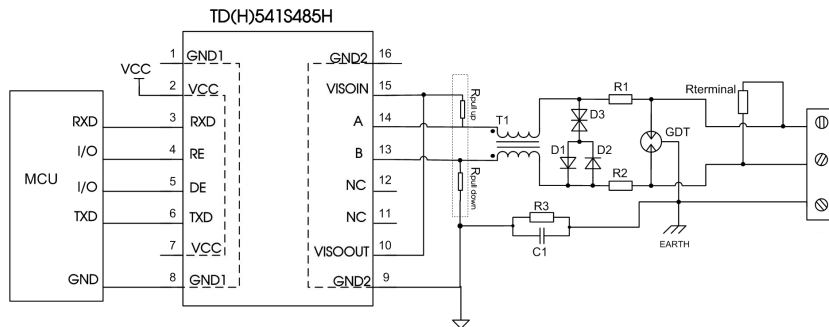 TD(H)541S485H
1 GND1
GND2 16
VCC
2 VCC
VISOIN 15
RXD 3 RXD
A 14
I/O 4 RE
B 13
MCU
I/O 5 DE
NC 12
TXD 6 TXD
NC 11
7 VCC
VISOOUT 10
GND 8 GND1
GND2 9
Rpull up
Rpull down
T1
D3
D1
D2
R1
R2
GDT
Rterminal
R3
C1
EARTH